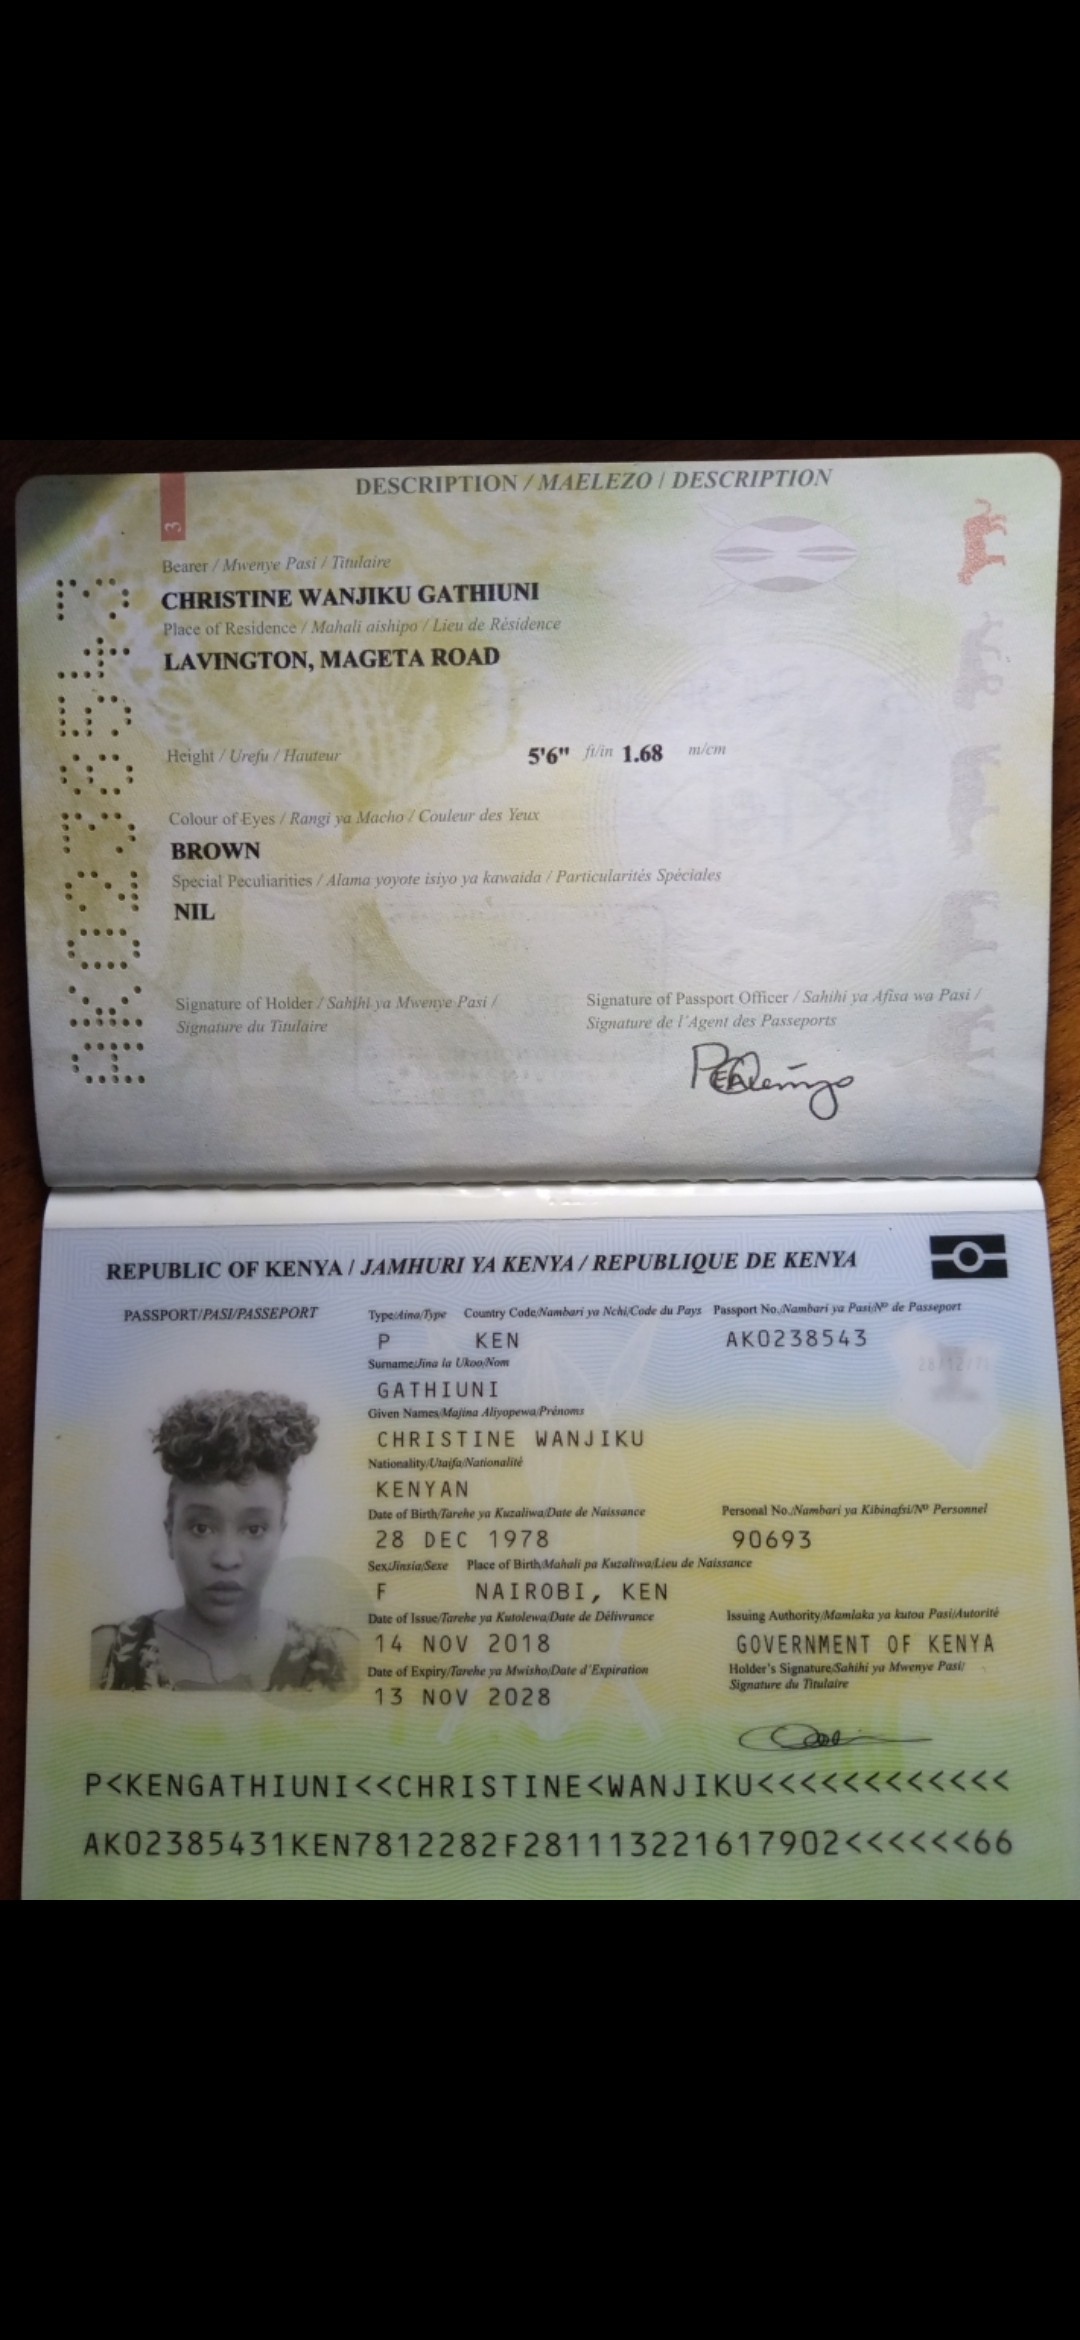 DESCRIPTION / MAELEZO / DESCRIPTION
3
Bearer / Mwenye Pasi / Titulaire
CHRISTINE WANJIKU GATHIUNI
Place of Residence / Mahali aishipo / Lieu de Résidence
LAVINGTON, MAGETA ROAD
Height / Urefu / Hauteur 5'6" ft/in 1.68 m/cm
Colour of Eyes / Rangi ya Macho / Couleur des Yeux
BROWN
Special Peculiarities / Alama yoyote isiyo ya kawaida / Particularités Spéciales
NIL
Signature of Holder / Sahihi ya Mwenye Pasi /
Signature du Titulaire
Signature of Passport Officer / Sahihi ya Afisa wa Pasi /
Signature de l'Agent des Passeports
AK0238543
REPUBLIC OF KENYA / JAMHURI YA KENYA / REPUBLIQUE DE KENYA
PASSPORT/PASI/PASSEPORT
Type/Aina/Type Country Code/Nambari ya Nchi/Code du Pays Passport No./Nambari ya Pasi/Nº de Passeport
P KEN AK0238543
Surname/Jina la Ukoo/Nom
GATHIUNI
Given Names/Majina Aliyopewa/Prénoms
CHRISTINE WANJIKU
Nationality/Utaifa/Nationalité
KENYAN
Date of Birth/Tarehe ya Kuzaliwa/Date de Naissance Personal No./Nambari ya Kibinafsi/Nº Personnel
28 DEC 1978 90693
Sex/Jinsia/Sexe Place of Birth/Mahali pa Kuzaliwa/Lieu de Naissance
F NAIROBI, KEN
Date of Issue/Tarehe ya Kutolewa/Date de Délivrance Issuing Authority/Mamlaka ya kutoa Pasi/Autorité
14 NOV 2018 GOVERNMENT OF KENYA
Date of Expiry/Tarehe ya Mwisho/Date d'Expiration Holder's Signature/Sahihi ya Mwenye Pasi/
Signature du Titulaire
13 NOV 2028
P<KENGATHIUNI<<CHRISTINE<WANJIKU<<<<<<<<<<<<
AK02385431KEN7812282F281113221617902<<<<<<66